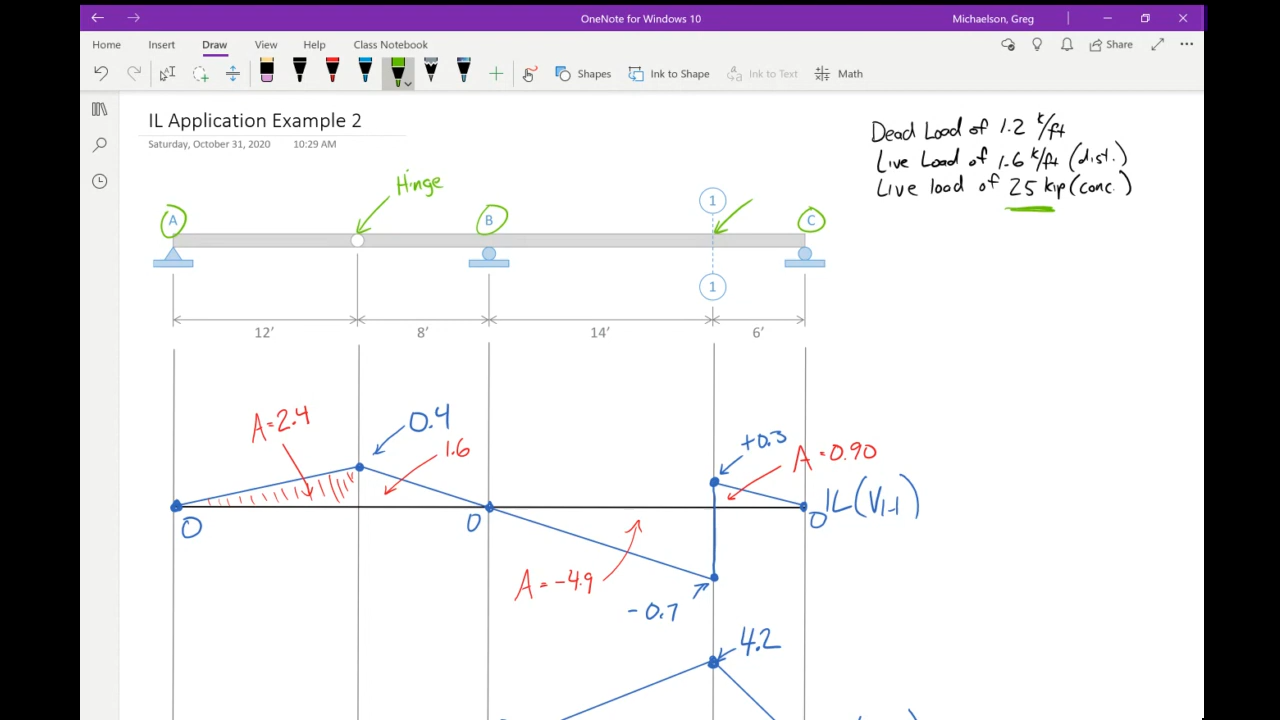 OneNote for Windows 10
Michaelson, Greg
Home Insert Draw View Help Class Notebook
Share
Shapes Ink to Shape Ink to Text Math
IL Application Example 2
Saturday, October 31, 2020 10:29 AM
Dead Load of 1.2 k/ft
Live Load of 1.6 k/ft (dist.)
Live load of 25 kip (conc.)
Hinge
A B 1 C
1
12' 8' 14' 6'
A=2.4
0.4
1.6
+0.3
A=0.90
0 0 0 IL(V1-1)
A=-4.9
-0.7
4.2